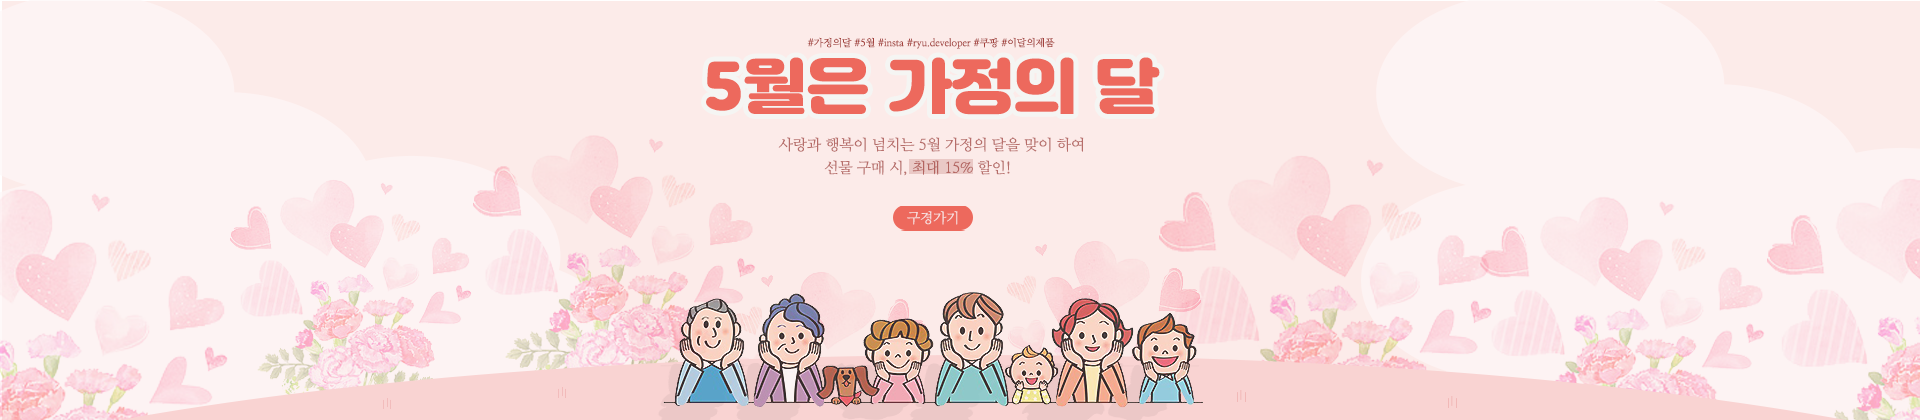 #가정의달 #5월 #insta #ryu.developer #쿠팡 #이달의제품
5월은 가정의 달
사랑과 행복이 넘치는 5월 가정의 달을 맞이 하여
선물 구매 시, 최대 15% 할인!
구경가기